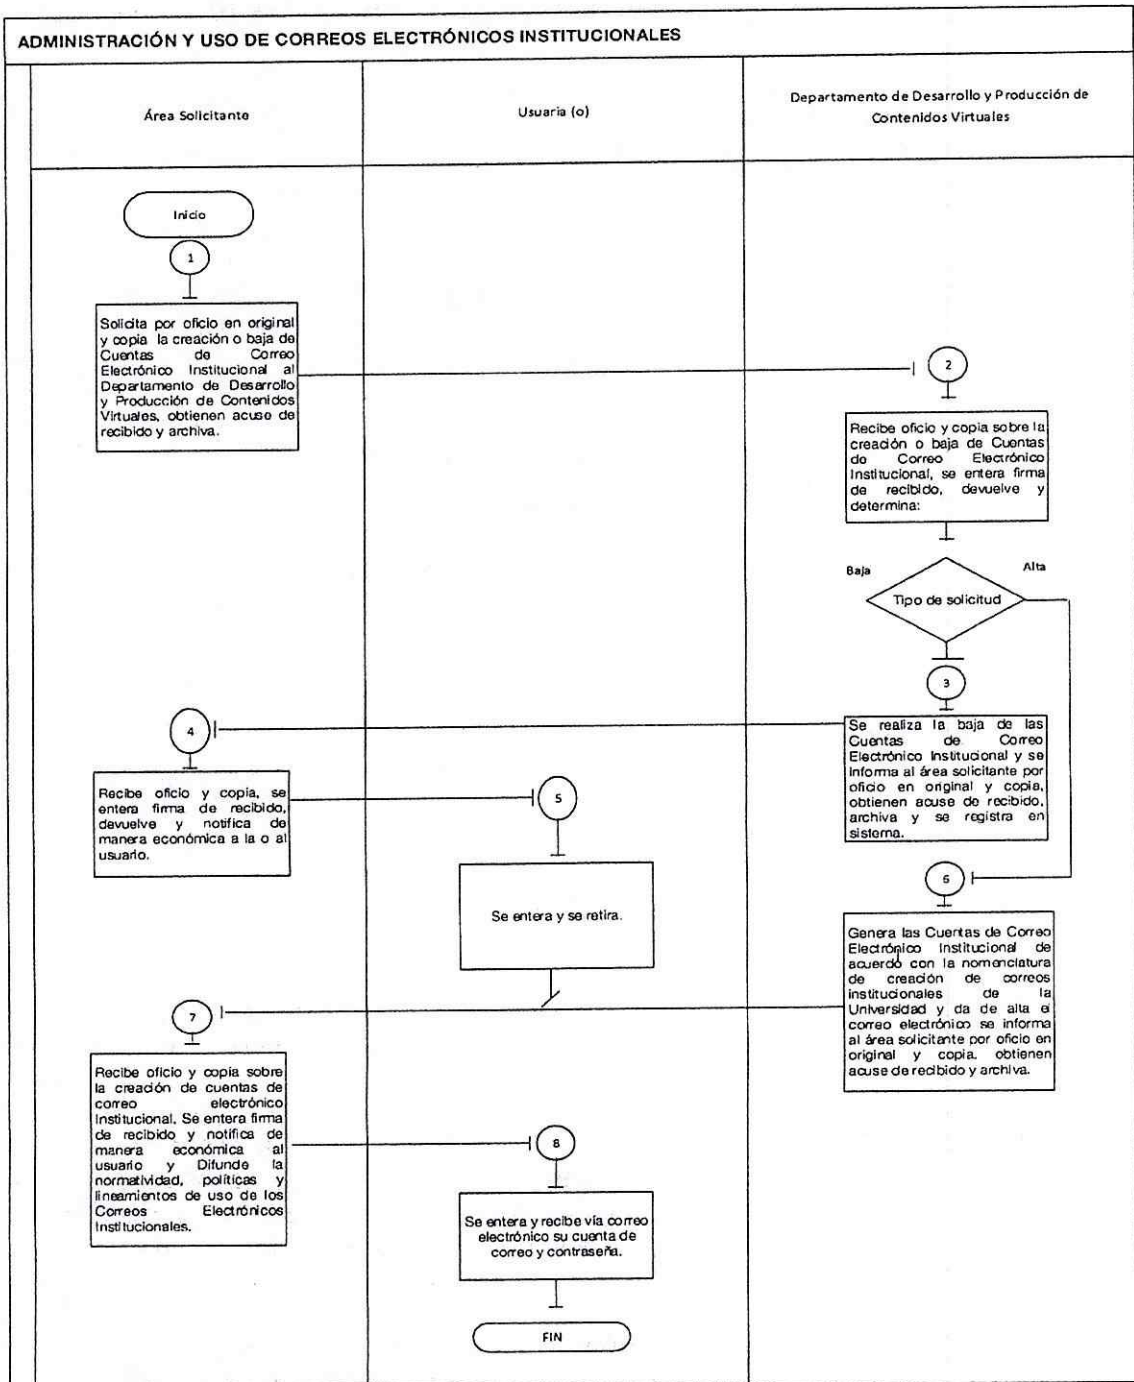 ADMINISTRACIÓN Y USO DE CORREOS ELECTRÓNICOS INSTITUCIONALES
Área Solicitante
Usuaria (o)
Departamento de Desarrollo y Producción de
Contenidos Virtuales
Inicio
1
Solicita por oficio en original
y copia la creación o baja de
Cuentas de Correo
Electrónico Institucional al
Departamento de Desarrollo
y Producción de Contenidos
Virtuales, obtienen acuse de
recibido y archiva.
2
Recibe oficio y copia sobre la
creación o baja de Cuentas
de Correo Electrónico
Institucional, se entera firma
de recibido, devuelve y
determina:
Baja
Alta
Tipo de solicitud
3
Se realiza la baja de las
Cuentas de Correo
Electrónico Institucional y se
informa al área solicitante por
oficio en original y copia,
obtienen acuse de recibido,
archiva y se registra en
sistema.
4
Recibe oficio y copia, se
entera firma de recibido,
devuelve y notifica de
manera económica a la o al
usuario.
5
Se entera y se retira.
6
Genera las Cuentas de Correo
Electrónico Institucional de
acuerdo con la nomenclatura
de creación de correos
institucionales de la
Universidad y da de alta el
correo electrónico se informa
al área solicitante por oficio en
original y copia. obtienen
acuse de recibido y archiva.
7
Recibe oficio y copia sobre
la creación de cuentas de
correo electrónico
Institucional. Se entera firma
de recibido y notifica de
manera económica al
usuario y Difunde la
normatividad, políticas y
lineamientos de uso de los
Correos Electrónicos
Institucionales.
8
Se entera y recibe vía correo
electrónico su cuenta de
correo y contraseña.
FIN